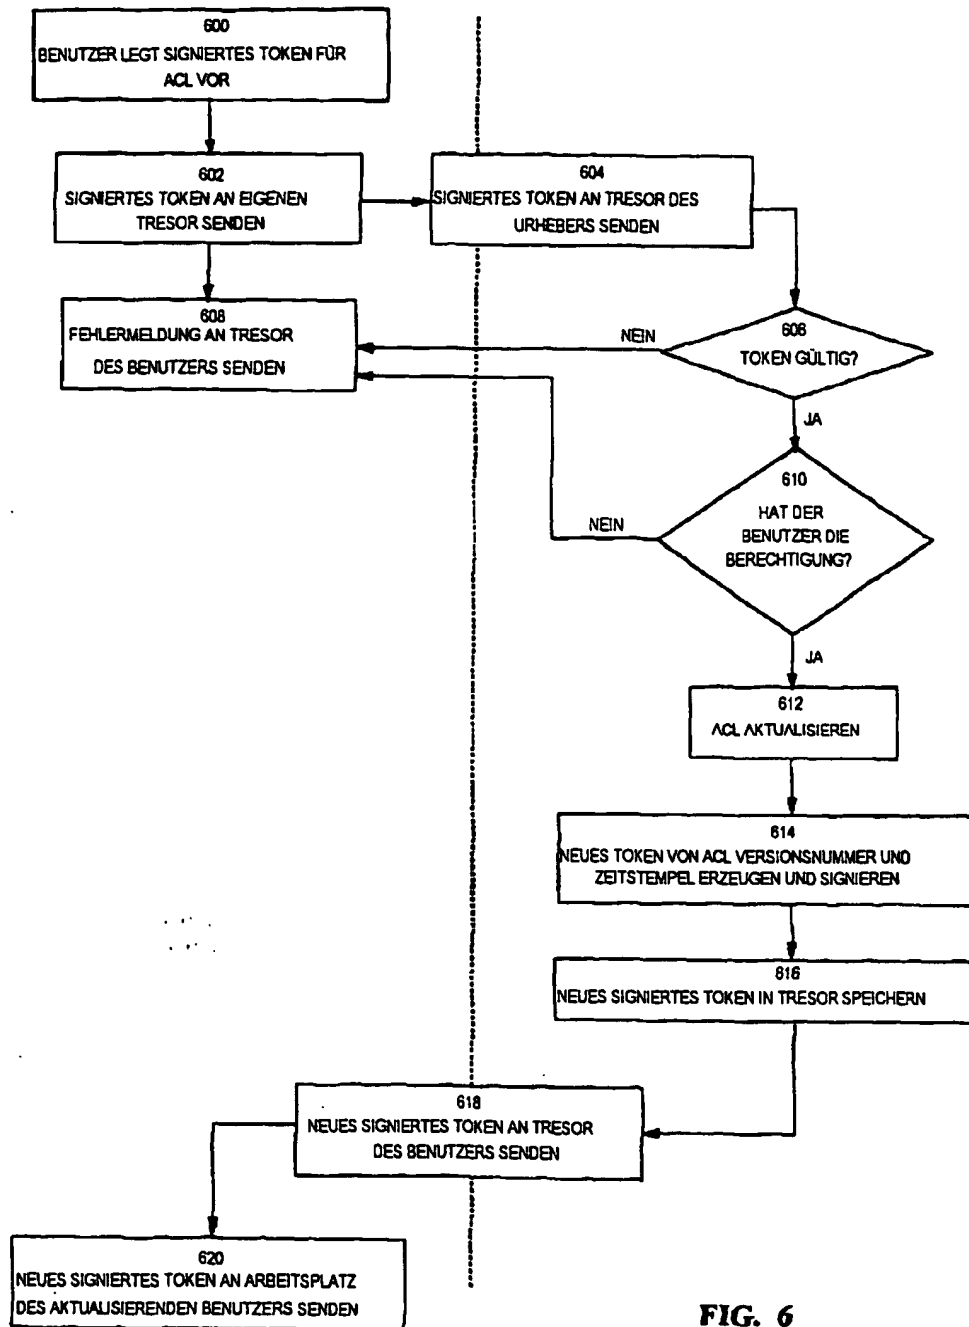 600
BENUTZER LEGT SIGNIERTES TOKEN FÜR
ACL VOR
602
SIGNIERTES TOKEN AN EIGENEN
TRESOR SENDEN
604
SIGNIERTES TOKEN AN TRESOR DES
URHEBERS SENDEN
608
FEHLERMELDUNG AN TRESOR
DES BENUTZERS SENDEN
NEIN
606
TOKEN GÜLTIG?
JA
610
HAT DER
BENUTZER DIE
BERECHTIGUNG?
NEIN
JA
612
ACL AKTUALISIEREN
614
NEUES TOKEN VON ACL VERSIONSNUMMER UND
ZEITSTEMPEL ERZEUGEN UND SIGNIEREN
616
NEUES SIGNIERTES TOKEN IN TRESOR SPEICHERN
618
NEUES SIGNIERTES TOKEN AN TRESOR
DES BENUTZERS SENDEN
620
NEUES SIGNIERTES TOKEN AN ARBEITSPLATZ
DES AKTUALISIERENDEN BENUTZERS SENDEN
FIG. 6